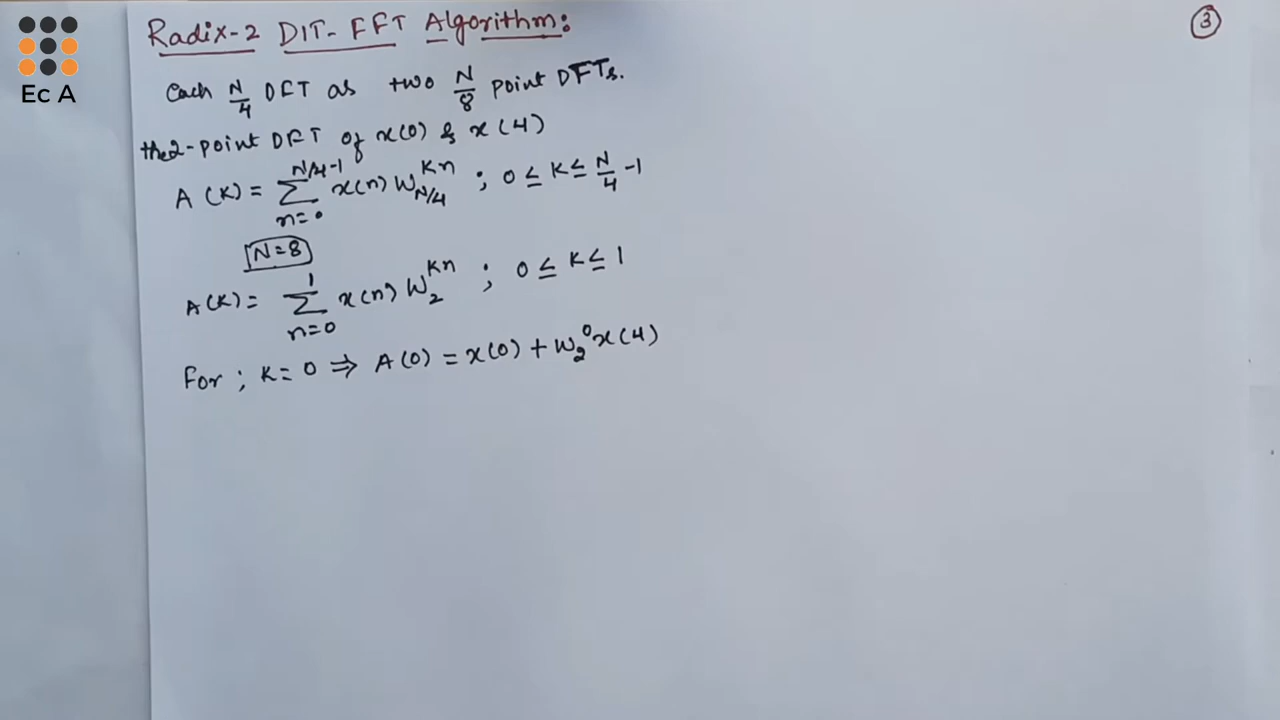 Radix-2 DIT-FFT Algorithm:
3
Ec A
Each N/4 DFT as two N/8 point DFTs.
the 2-point DFT of x(0) & x(4)
A(K) = ∑_{n=0}^{N/4-1} x(n) W_{N/4}^{Kn} ; 0 ≤ K ≤ N/4 -1
N=8
A(K) = ∑_{n=0}^{1} x(n) W_2^{Kn} ; 0 ≤ K ≤ 1
For ; K=0 ⇒ A(0) = x(0) + W_2^0 x(4)